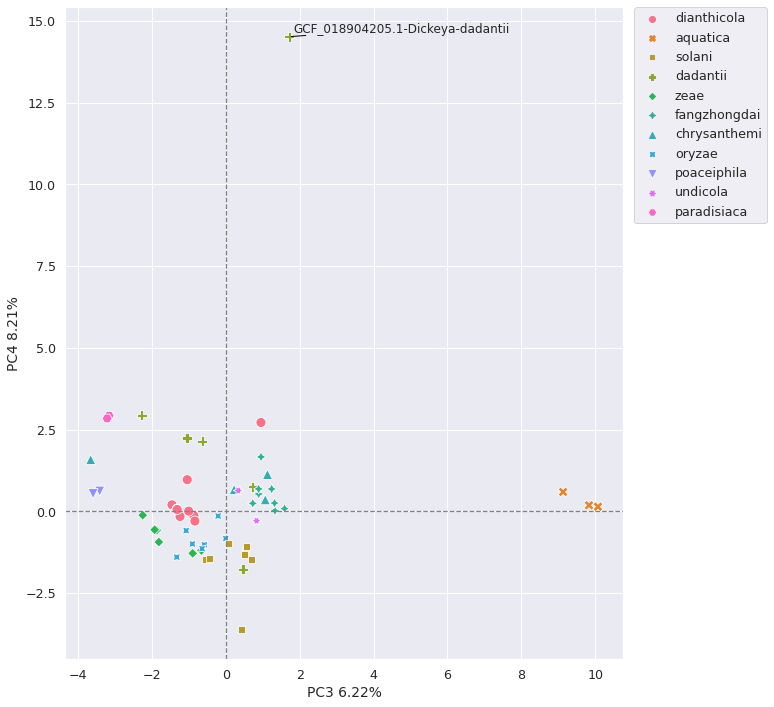 GCF_018904205.1-Dickeya-dadantii
15.0
12.5
10.0
7.5
5.0
2.5
0.0
−2.5
PC4 8.21%
−4
−2
0
2
4
6
8
10
PC3 6.22%
dianthicola
aquatica
solani
dadantii
zeae
fangzhongdai
chrysanthemi
oryzae
poaceiphila
undicola
paradisiaca